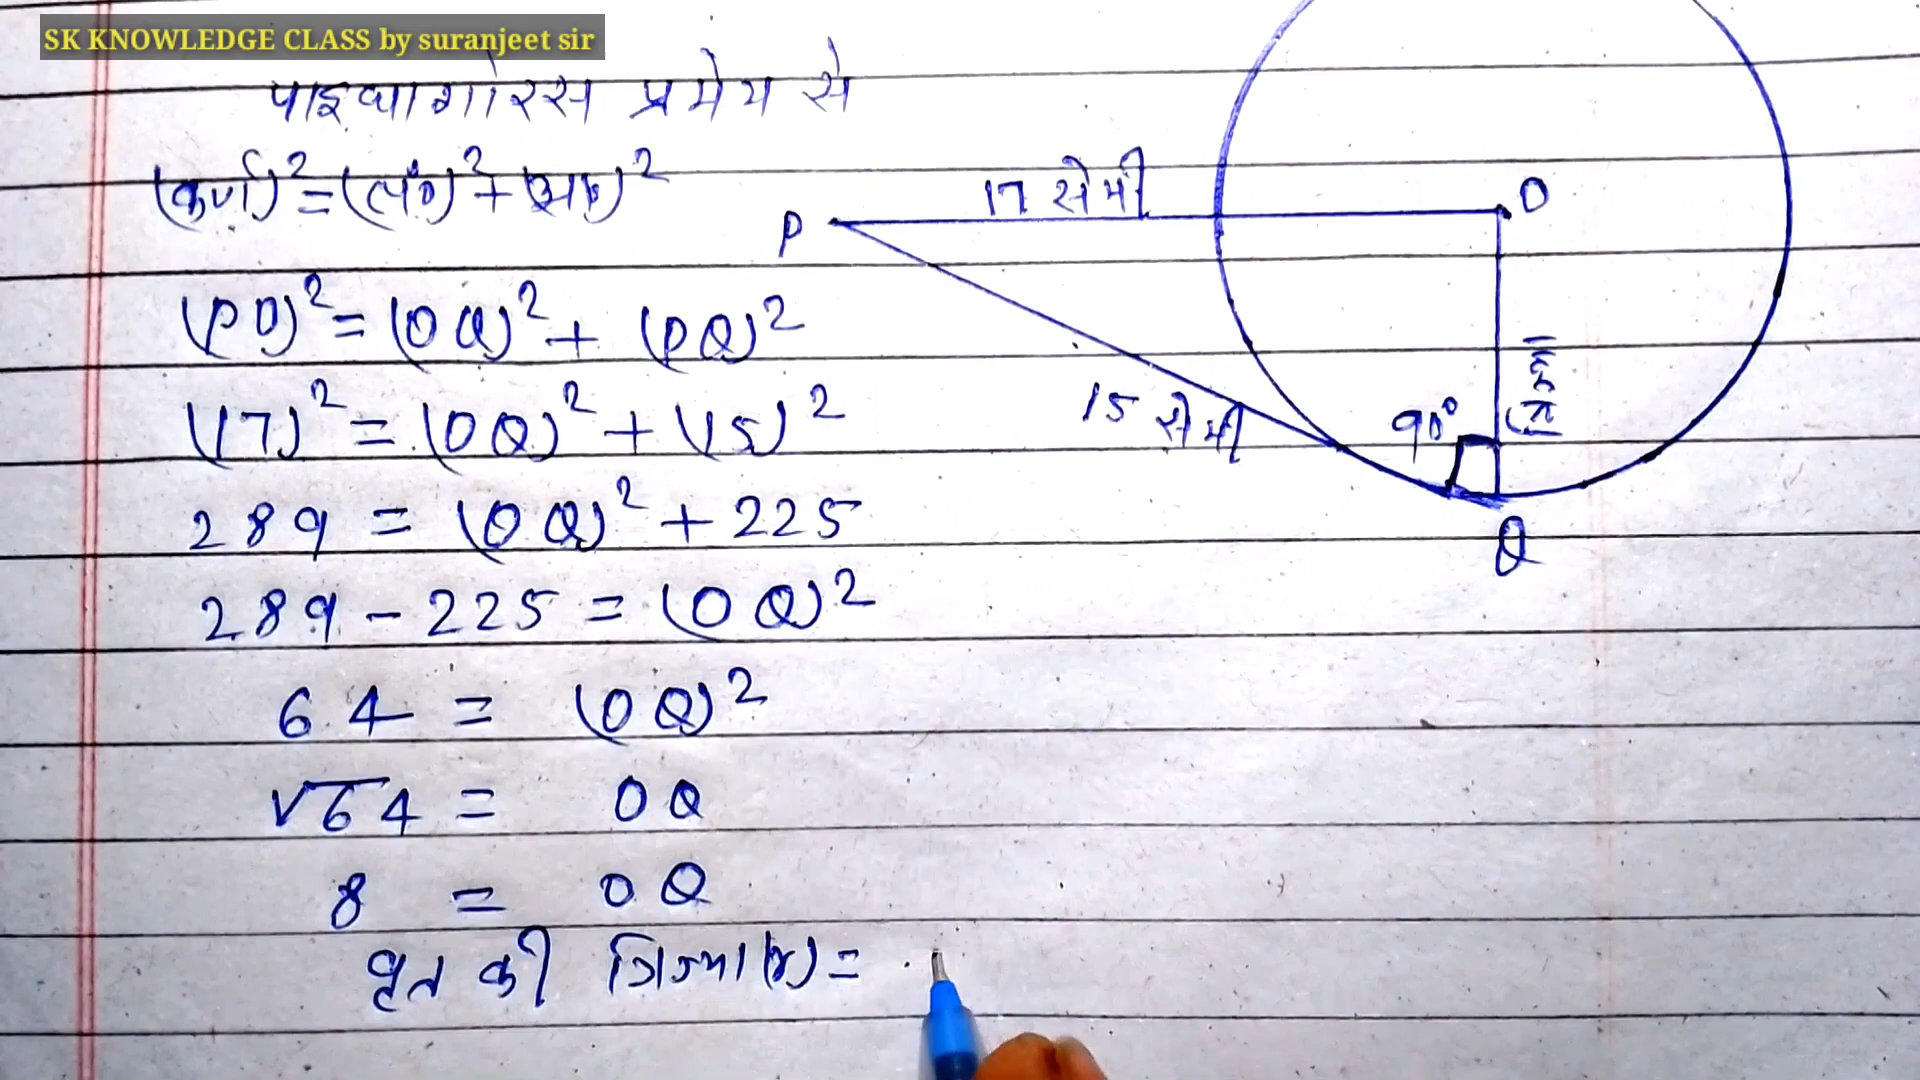 SK KNOWLEDGE CLASS by suranjeet sir
पाइथागोरस प्रमेय से
(कर्ण)² = (लंब)² + (आधा)²
(PO)² = (OQ)² + (PQ)²
(17)² = (OQ)² + (15)²
289 = (OQ)² + 225
289 - 225 = (OQ)²
64 = (OQ)²
√64 = OQ
8 = OQ
वृत की त्रिज्या (r) =
17 सेमी
O
P
15 सेमी
90°
Q